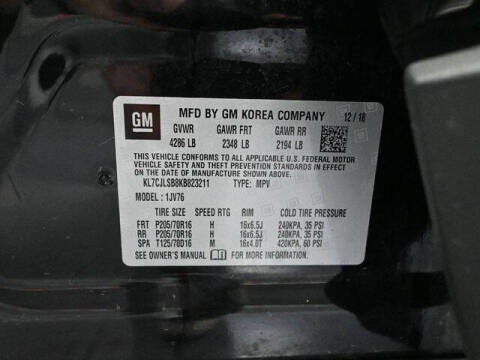 GM
MFD BY GM KOREA COMPANY 12 / 18
GVWR GAWR FRT GAWR RR
4286 LB 2348 LB 2194 LB
THIS VEHICLE CONFORMS TO ALL APPLICABLE U.S. FEDERAL MOTOR
VEHICLE SAFETY AND THEFT PREVENTION STANDARDS IN EFFECT
ON THE DATE OF MANUFACTURE SHOWN ABOVE.
KL7CJLSB8KB823211 TYPE: MPV
MODEL : 1JV76
TIRE SIZE SPEED RTG RIM COLD TIRE PRESSURE
FRT P205/70R16 H 16x6.5J 240KPA, 35 PSI
RR P205/70R16 H 16x6.5J 240KPA, 35 PSI
SPA T125/70D16 M 16x4.0T 420KPA, 60 PSI
SEE OWNER'S MANUAL